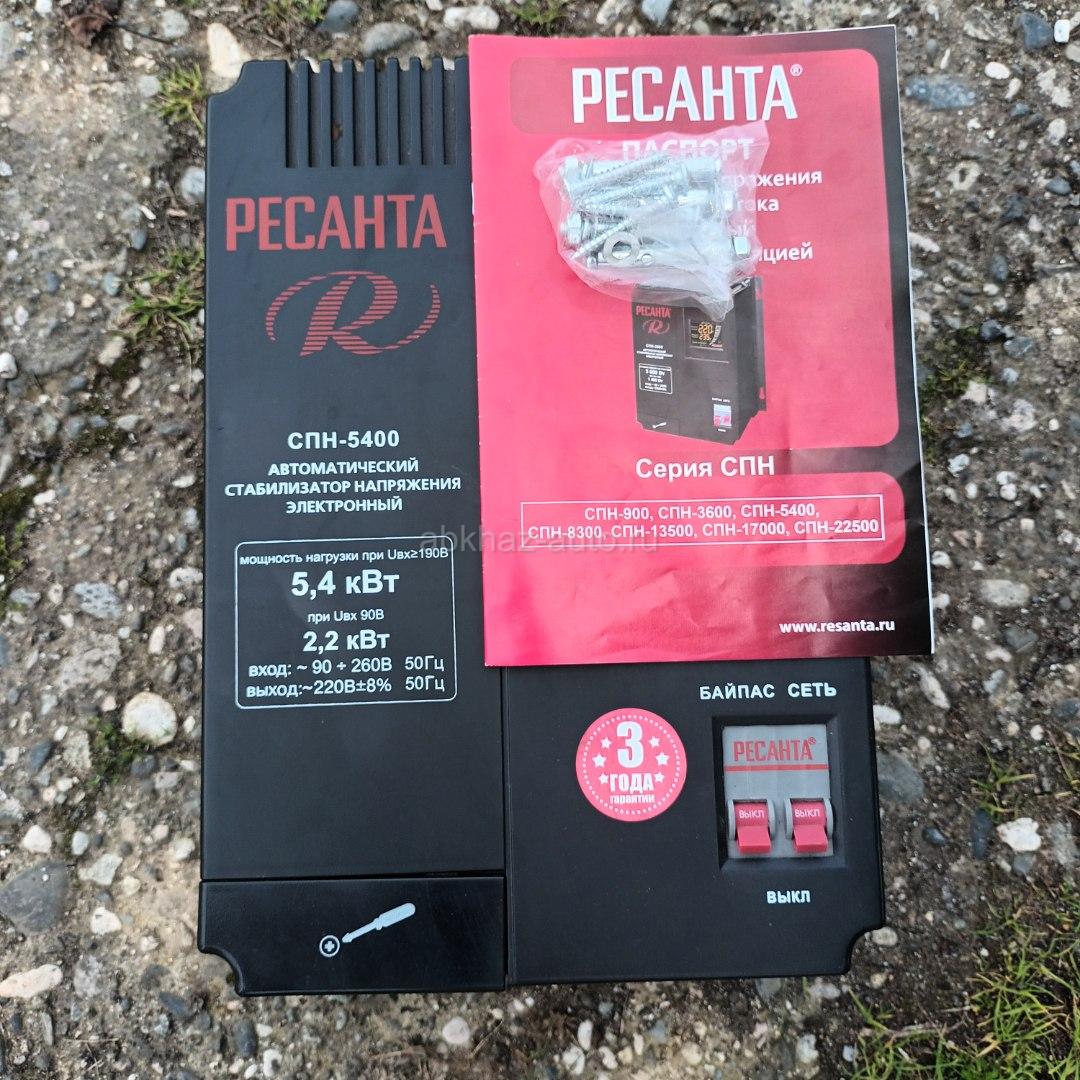 РЕСАНТА
R
СПН-5400
АВТОМАТИЧЕСКИЙ
СТАБИЛИЗАТОР НАПРЯЖЕНИЯ
ЭЛЕКТРОННЫЙ
мощность нагрузки при Uвх≥190В
5,4 кВт
при Uвх 90В
2,2 кВт
вход: ~ 90 ÷ 260В 50Гц
выход:~220В±8% 50Гц
РЕСАНТА®
ПАСПОРТ
РЕСАНТА
R
220
Серия СПН
СПН-900, СПН-3600, СПН-5400,
СПН-8300, СПН-13500, СПН-17000, СПН-22500
www.resanta.ru
abkhaz-auto.ru
БАЙПАС СЕТЬ
3
ГОДА
гарантии
РЕСАНТА®
ВЫКЛ ВЫКЛ
ВЫКЛ